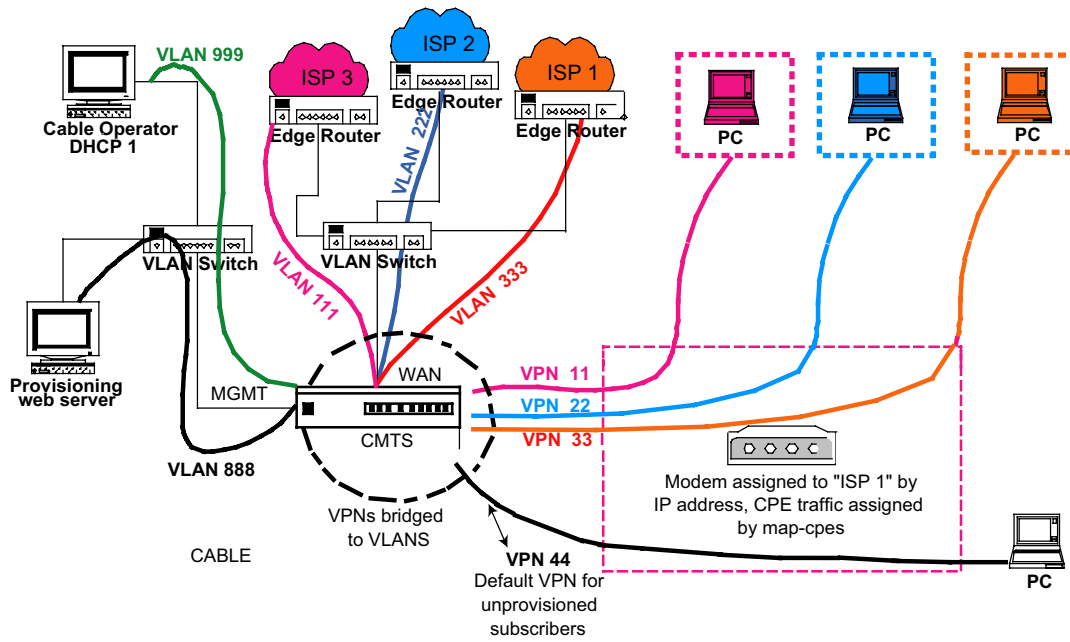 VLAN 999
ISP 3
ISP 2
ISP 1
Edge Router
Edge Router
Edge Router
Cable Operator
DHCP 1
PC
PC
PC
VLAN 222
VLAN Switch
VLAN Switch
VLAN 111
VLAN 333
Provisioning
web server
MGMT
WAN
CMTS
VPN 11
VPN 22
VPN 33
VLAN 888
Modem assigned to "ISP 1" by
IP address, CPE traffic assigned
by map-cpes
VPNs bridged
to VLANS
CABLE
VPN 44
Default VPN for
unprovisioned
subscribers
PC